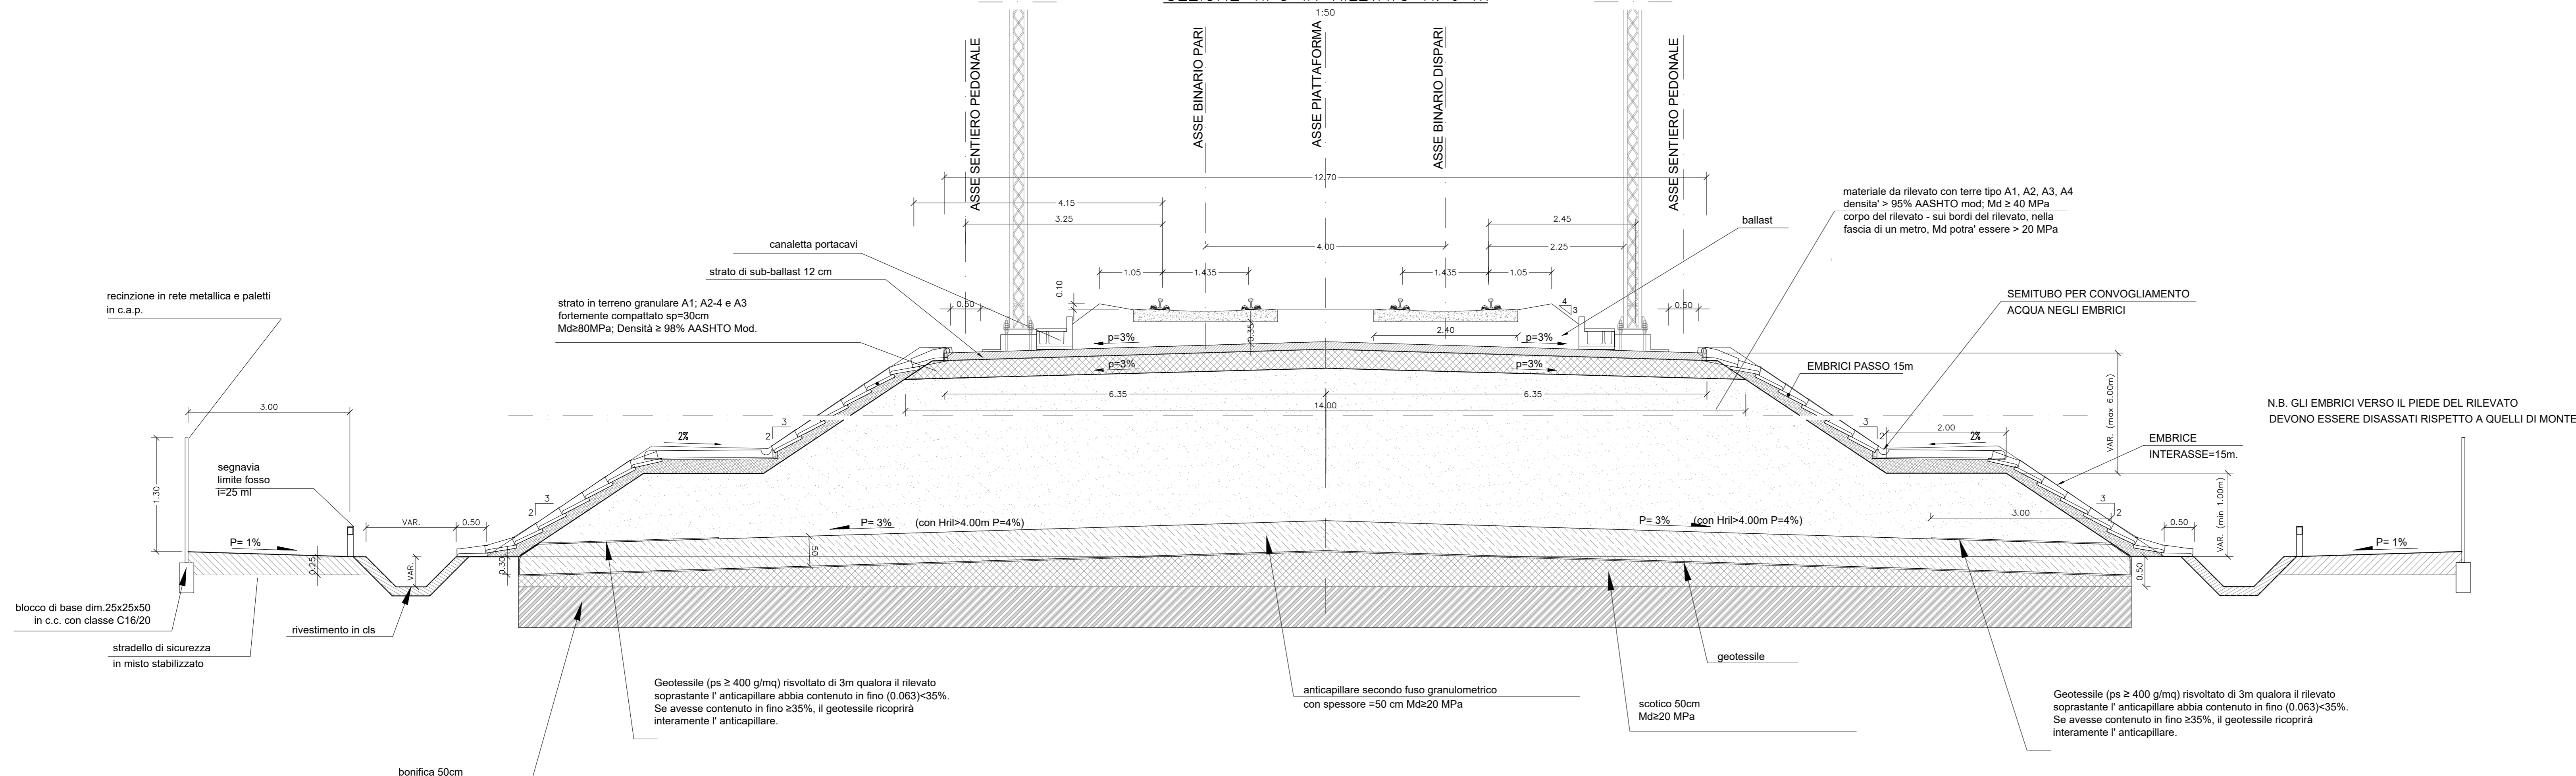 1:50
ASSE SENTIERO PEDONALE
ASSE BINARIO PARI
ASSE PIATTAFORMA
ASSE BINARIO DISPARI
ASSE SENTIERO PEDONALE
12.70
4.15
3.25
2.45
4.00
2.25
1.05
1.435
1.435
1.05
0.10
0.50
0.50
4
3
0.35
2.40
p=3%
p=3%
p=3%
p=3%
6.35
6.35
14.00
canaletta portacavi
strato di sub-ballast 12 cm
strato in terreno granulare A1; A2-4 e A3
fortemente compattato sp=30cm
Md≥80MPa; Densità ≥ 98% AASHTO Mod.
ballast
materiale da rilevato con terre tipo A1, A2, A3, A4
densita' > 95% AASHTO mod; Md ≥ 40 MPa
corpo del rilevato - sui bordi del rilevato, nella
fascia di un metro, Md potra' essere > 20 MPa
recinzione in rete metallica e paletti
in c.a.p.
SEMITUBO PER CONVOGLIAMENTO
ACQUA NEGLI EMBRICI
EMBRICI PASSO 15m
VAR. (max 6.00m)
N.B. GLI EMBRICI VERSO IL PIEDE DEL RILEVATO
DEVONO ESSERE DISASSATI RISPETTO A QUELLI DI MONTE
3.00
2%
2
3
3
2
2.00
2%
EMBRICE
INTERASSE=15m.
segnavia
limite fosso
i=25 ml
1.30
3
2
3
2
VAR.
0.50
P= 3% (con Hril>4.00m P=4%)
P= 3% (con Hril>4.00m P=4%)
3.00
0.50
VAR. (min 1.00m)
P= 1%
P= 1%
0.25
VAR.
0.30
50
0.50
blocco di base dim.25x25x50
in c.c. con classe C16/20
rivestimento in cls
stradello di sicurezza
in misto stabilizzato
geotessile
Geotessile (ps ≥ 400 g/mq) risvoltato di 3m qualora il rilevato
soprastante l' anticapillare abbia contenuto in fino (0.063)<35%.
Se avesse contenuto in fino ≥35%, il geotessile ricoprirà
interamente l' anticapillare.
anticapillare secondo fuso granulometrico
con spessore =50 cm Md≥20 MPa
scotico 50cm
Md≥20 MPa
Geotessile (ps ≥ 400 g/mq) risvoltato di 3m qualora il rilevato
soprastante l' anticapillare abbia contenuto in fino (0.063)<35%.
Se avesse contenuto in fino ≥35%, il geotessile ricoprirà
interamente l' anticapillare.
bonifica 50cm